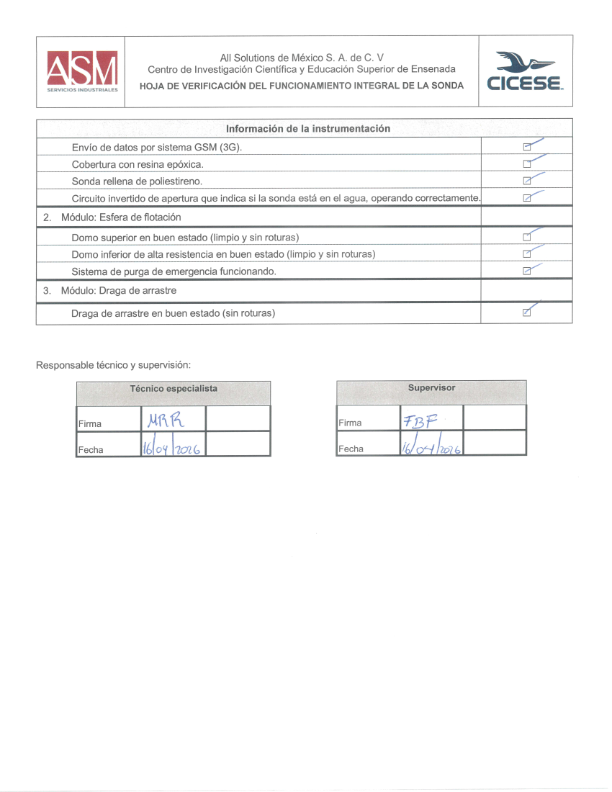 ASM
SERVICIOS INDUSTRIALES
All Solutions de México S. A. de C. V
Centro de Investigación Científica y Educación Superior de Ensenada
HOJA DE VERIFICACIÓN DEL FUNCIONAMIENTO INTEGRAL DE LA SONDA
CICESE
Información de la instrumentación
Envío de datos por sistema GSM (3G). ☑
Cobertura con resina epóxica. ☑
Sonda rellena de poliestireno. ☑
Circuito invertido de apertura que indica si la sonda está en el agua, operando correctamente. ☑
2. Módulo: Esfera de flotación
Domo superior en buen estado (limpio y sin roturas) ☑
Domo inferior de alta resistencia en buen estado (limpio y sin roturas) ☑
Sistema de purga de emergencia funcionando. ☑
3. Módulo: Draga de arrastre
Draga de arrastre en buen estado (sin roturas) ☑
Responsable técnico y supervisión:
Técnico especialista
Firma MRR
Fecha 16/04/2026
Supervisor
Firma FBF
Fecha 16/04/2026